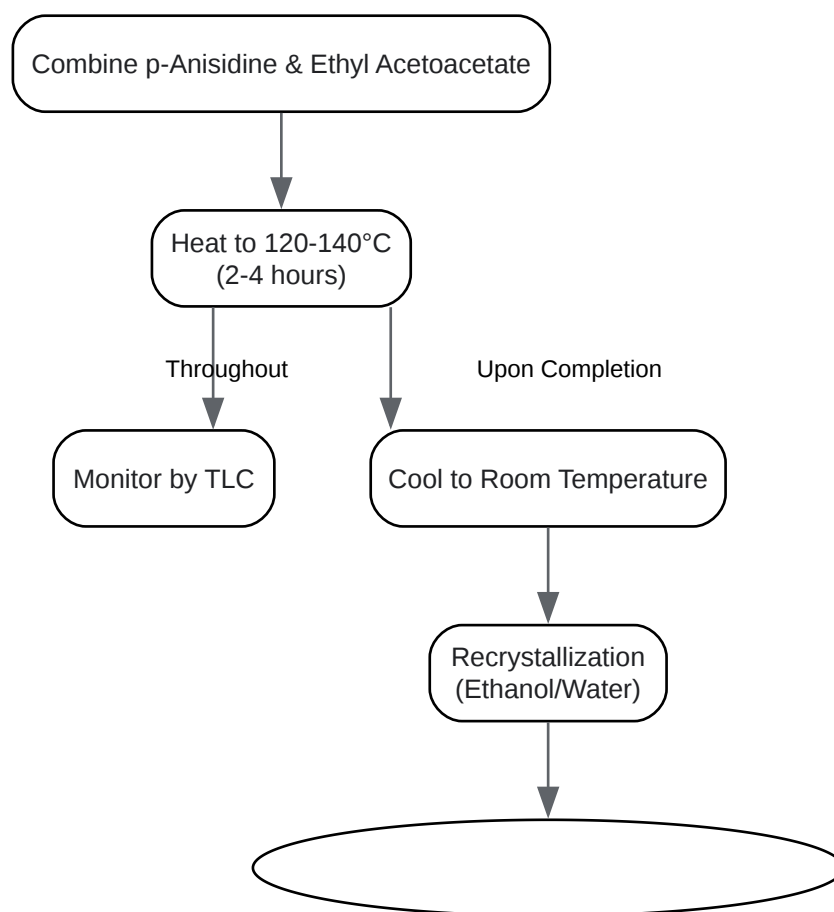 Combine p-Anisidine & Ethyl Acetoacetate
Heat to 120-140°C
(2-4 hours)
Throughout
Upon Completion
Monitor by TLC
Cool to Room Temperature
Recrystallization
(Ethanol/Water)